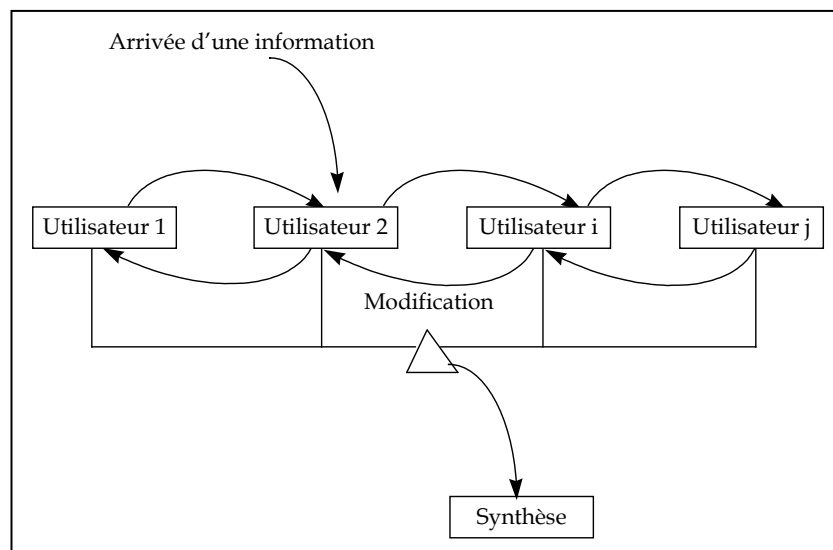 Arrivée d’une information
Utilisateur 1
Utilisateur 2
Utilisateur i
Utilisateur j
Modification
Synthèse